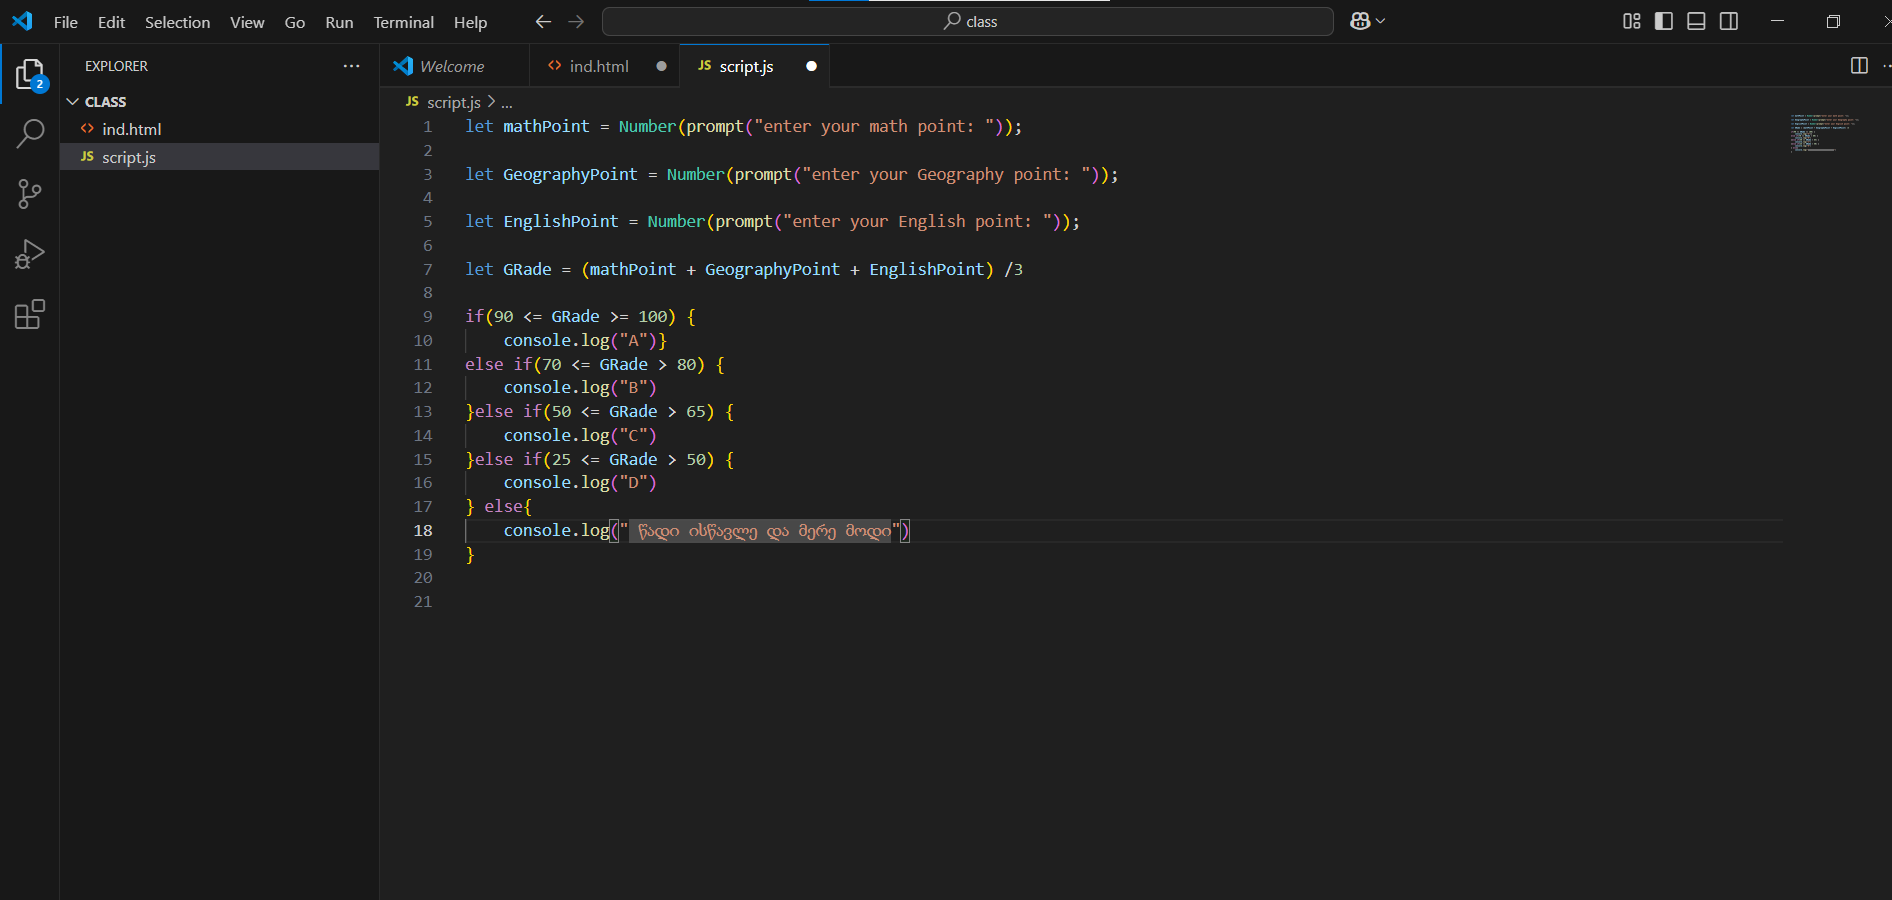 File Edit Selection View Go Run Terminal Help
class
EXPLORER
Welcome
ind.html
JS script.js
2
CLASS
ind.html
JS script.js
JS script.js > ...
1 let mathPoint = Number(prompt("enter your math point: "));
2
3 let GeographyPoint = Number(prompt("enter your Geography point: "));
4
5 let EnglishPoint = Number(prompt("enter your English point: "));
6
7 let GRade = (mathPoint + GeographyPoint + EnglishPoint) /3
8
9 if(90 <= GRade >= 100) {
10 console.log("A")}
11 else if(70 <= GRade > 80) {
12 console.log("B")
13 }else if(50 <= GRade > 65) {
14 console.log("C")
15 }else if(25 <= GRade > 50) {
16 console.log("D")
17 } else{
18 console.log(" წადი ისწავლე და მერე მოდი")
19 }
20
21